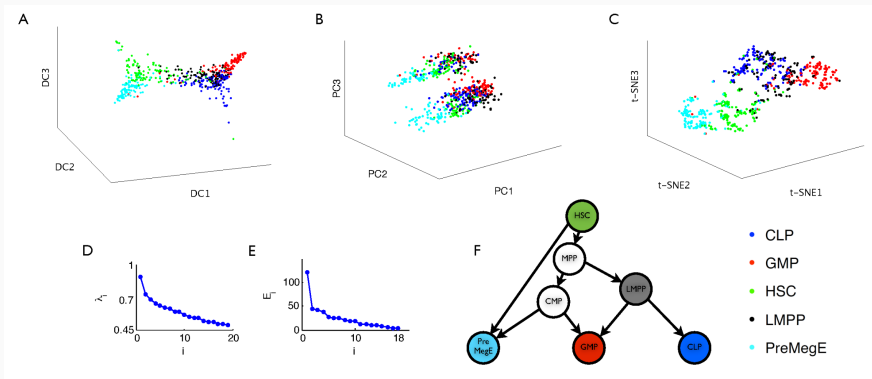 A
B
C
DC3
DC2
DC1
PC3
PC2
PC1
t-SNE3
t-SNE2
t-SNE1
D
E
F
λi
1
0.7
0.45
0
10
20
i
Ei
100
50
0
0
10
18
i
HSC
MPP
CMP
LMPP
Pre
MegE
GMP
CLP
CLP
GMP
HSC
LMPP
PreMegE